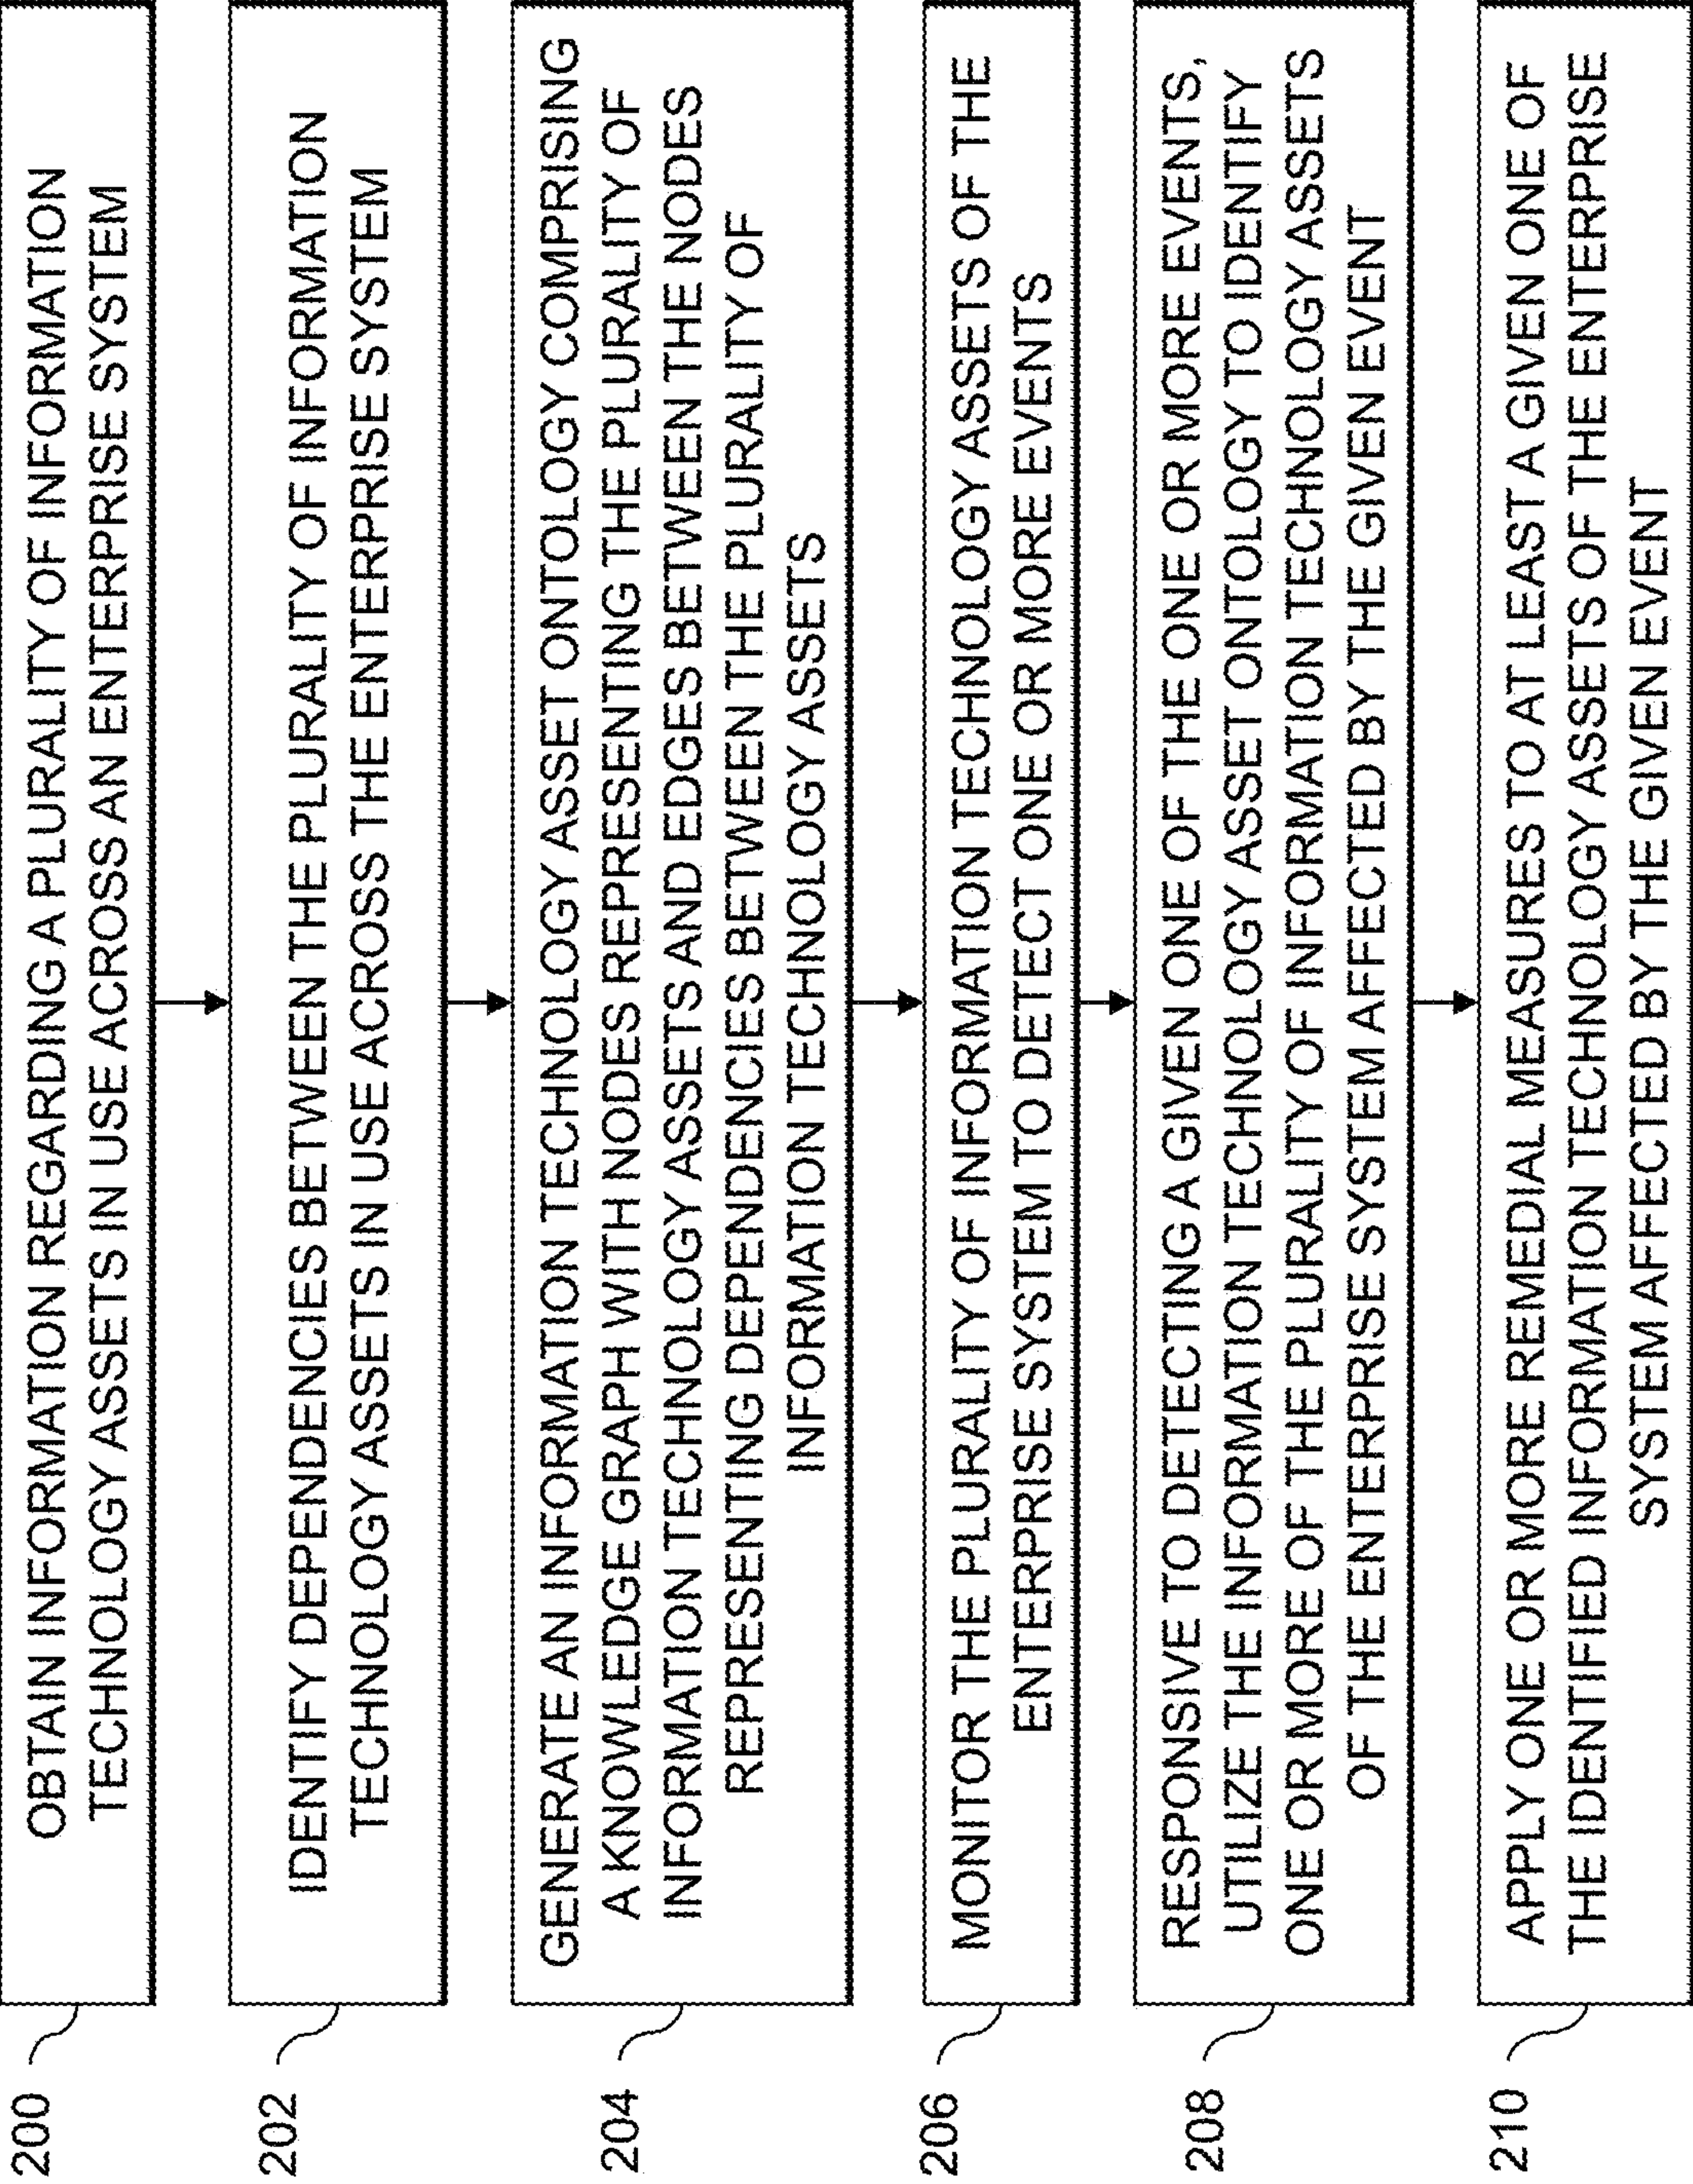 200
OBTAIN INFORMATION REGARDING A PLURALITY OF INFORMATION
TECHNOLOGY ASSETS IN USE ACROSS AN ENTERPRISE SYSTEM
202
IDENTIFY DEPENDENCIES BETWEEN THE PLURALITY OF INFORMATION
TECHNOLOGY ASSETS IN USE ACROSS THE ENTERPRISE SYSTEM
204
GENERATE AN INFORMATION TECHNOLOGY ASSET ONTOLOGY COMPRISING
A KNOWLEDGE GRAPH WITH NODES REPRESENTING THE PLURALITY OF
INFORMATION TECHNOLOGY ASSETS AND EDGES BETWEEN THE NODES
REPRESENTING DEPENDENCIES BETWEEN THE PLURALITY OF
INFORMATION TECHNOLOGY ASSETS
206
MONITOR THE PLURALITY OF INFORMATION TECHNOLOGY ASSETS OF THE
ENTERPRISE SYSTEM TO DETECT ONE OR MORE EVENTS
208
RESPONSIVE TO DETECTING A GIVEN ONE OF THE ONE OR MORE EVENTS,
UTILIZE THE INFORMATION TECHNOLOGY ASSET ONTOLOGY TO IDENTIFY
ONE OR MORE OF THE PLURALITY OF INFORMATION TECHNOLOGY ASSETS
OF THE ENTERPRISE SYSTEM AFFECTED BY THE GIVEN EVENT
210
APPLY ONE OR MORE REMEDIAL MEASURES TO AT LEAST A GIVEN ONE OF
THE IDENTIFIED INFORMATION TECHNOLOGY ASSETS OF THE ENTERPRISE
SYSTEM AFFECTED BY THE GIVEN EVENT